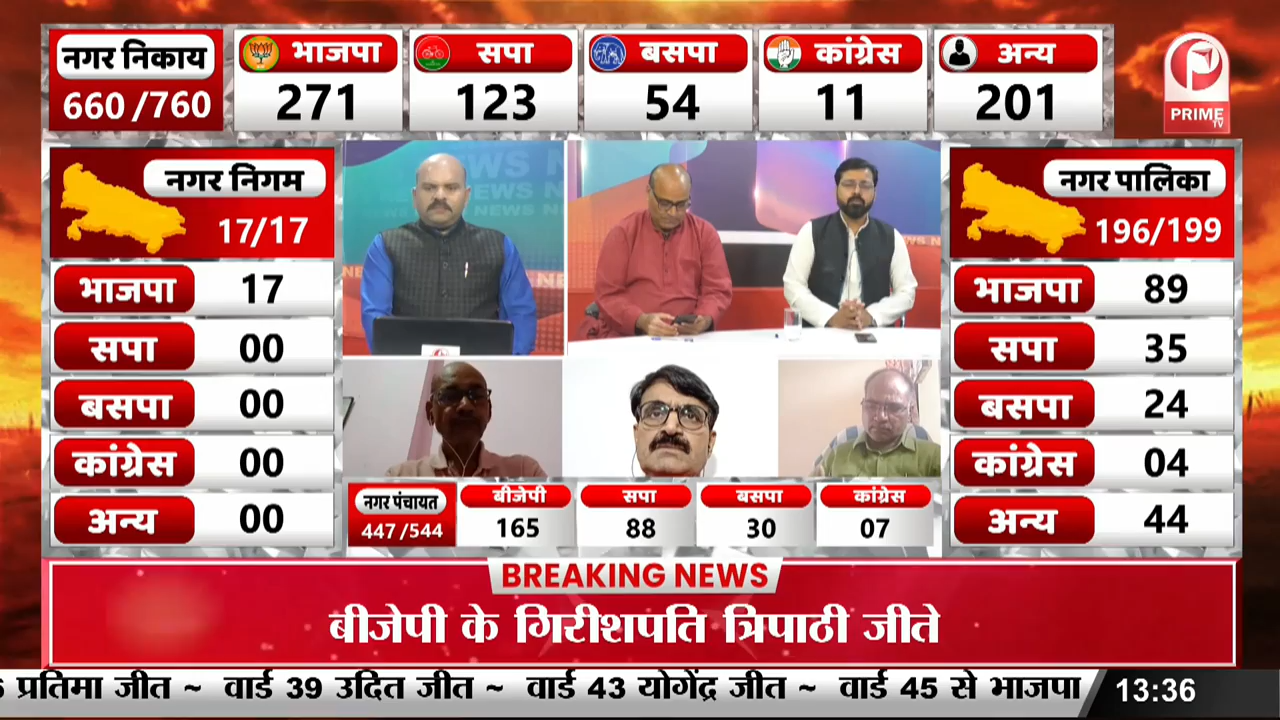 नगर निकाय
660/760
भाजपा
271
सपा
123
बसपा
54
कांग्रेस
11
अन्य
201
PRIME
TV
नगर निगम
17/17
भाजपा 17
सपा 00
बसपा 00
कांग्रेस 00
अन्य 00
नगर पालिका
196/199
भाजपा 89
सपा 35
बसपा 24
कांग्रेस 04
अन्य 44
नगर पंचायत
447/544
बीजेपी
165
सपा
88
बसपा
30
कांग्रेस
07
BREAKING NEWS
बीजेपी के गिरीशपति त्रिपाठी जीते
प्रतिमा जीत ~ वार्ड 39 उदित जीत ~ वार्ड 43 योगेंद्र जीत ~ वार्ड 45 से भाजपा
13:36